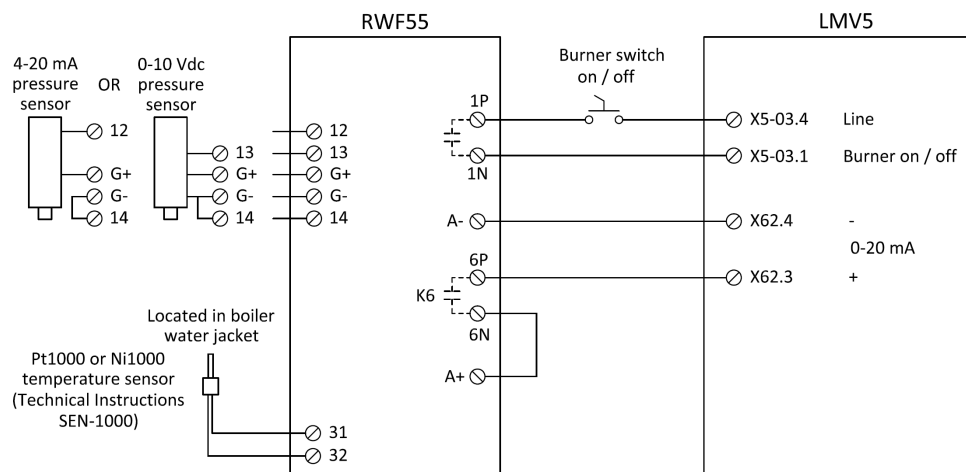 RWF55
LMV5
4-20 mA
pressure
sensor
OR
0-10 Vdc
pressure
sensor
Burner switch
on / off
12
G+
G-
14
13
G+
G-
14
12
13
G+
G-
14
1P
1N
A-
6P
K6
6N
A+
X5-03.4 Line
X5-03.1 Burner on / off
X62.4 -
0-20 mA
X62.3 +
Located in boiler
water jacket
Pt1000 or Ni1000
temperature sensor
(Technical Instructions
SEN-1000)
31
32